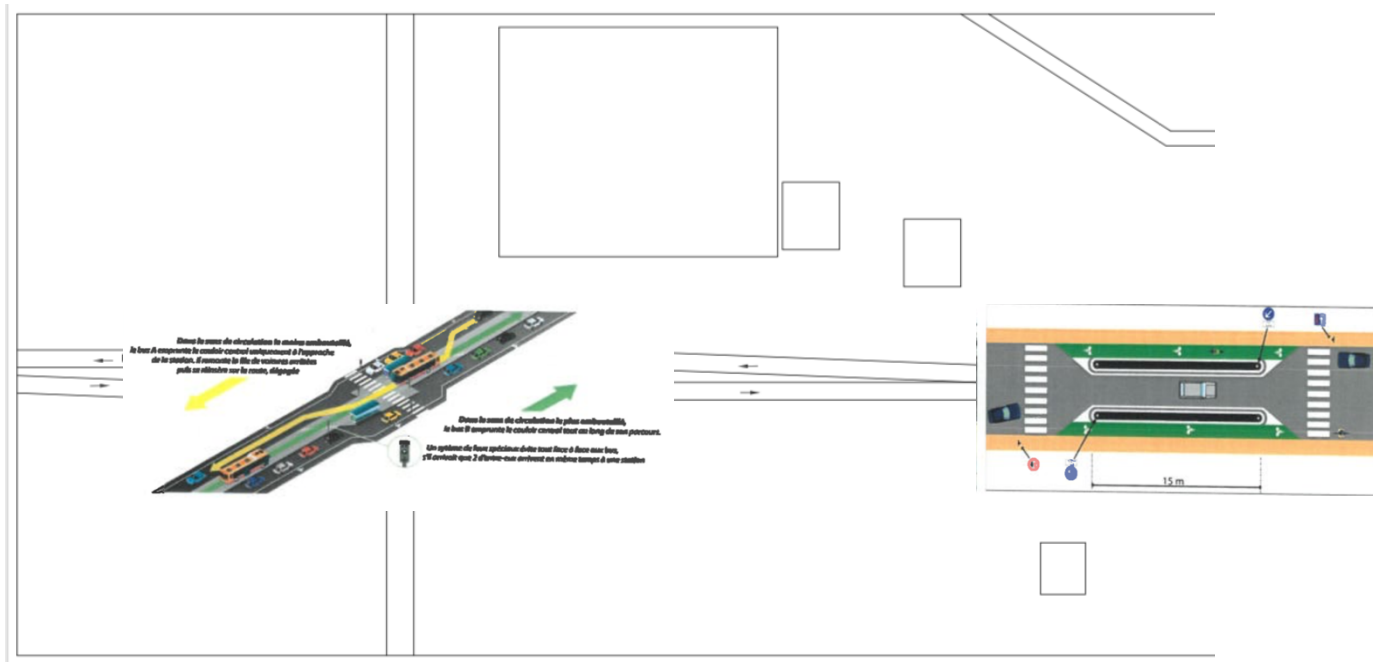 Dans le sens de circulation le moins embouteillé,
le bus A emprunte le couloir central uniquement à l'approche
de la station. Il remonte la file de voitures arrêtées
puis se réinsère sur la route, dégagée
Dans le sens de circulation le plus embouteillé,
le bus B emprunte le couloir central tout au long de son parcours.
Un système de feux spéciaux évite tout face à face aux bus,
s'il arrivait que 2 d'entre-eux arrivent en même temps à une station
15 m